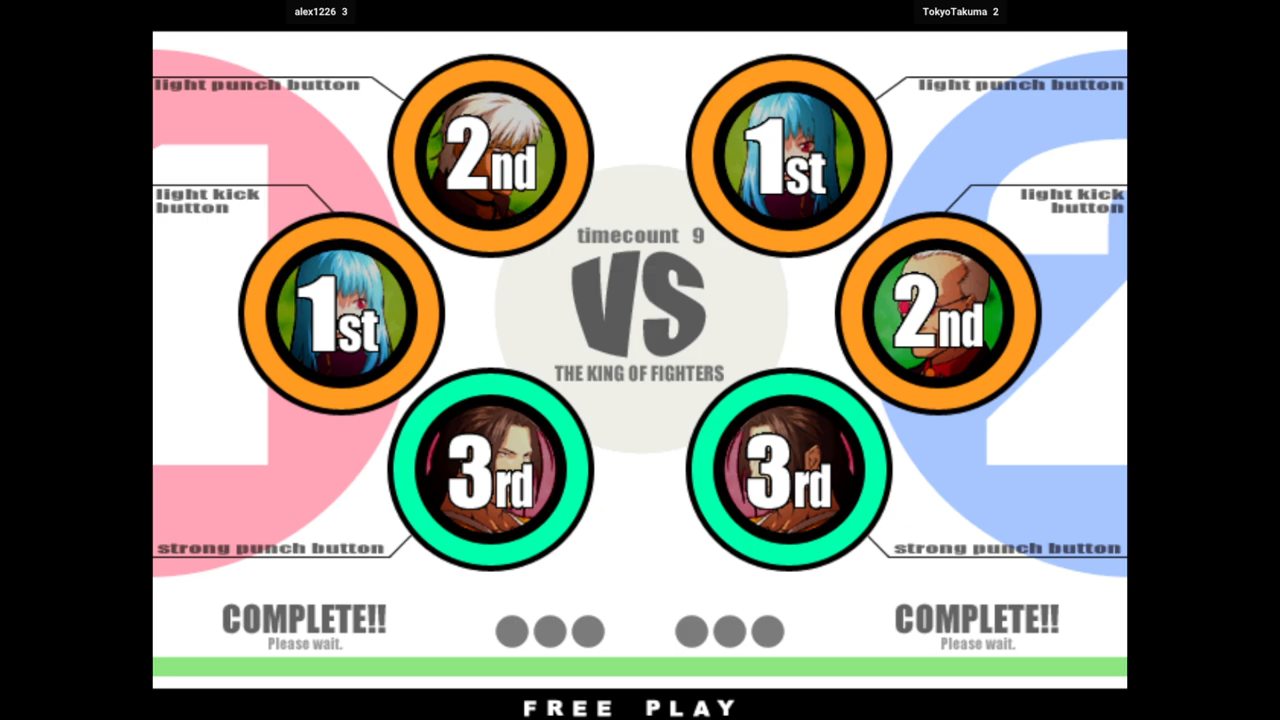 alex1226 3
TokyoTakuma 2
light punch button
light punch button
2nd
1st
light kick
button
light kick
button
timecount 9
VS
THE KING OF FIGHTERS
1st
2nd
3rd
3rd
strong punch button
strong punch button
1
2
COMPLETE!!
Please wait.
COMPLETE!!
Please wait.
FREE PLAY